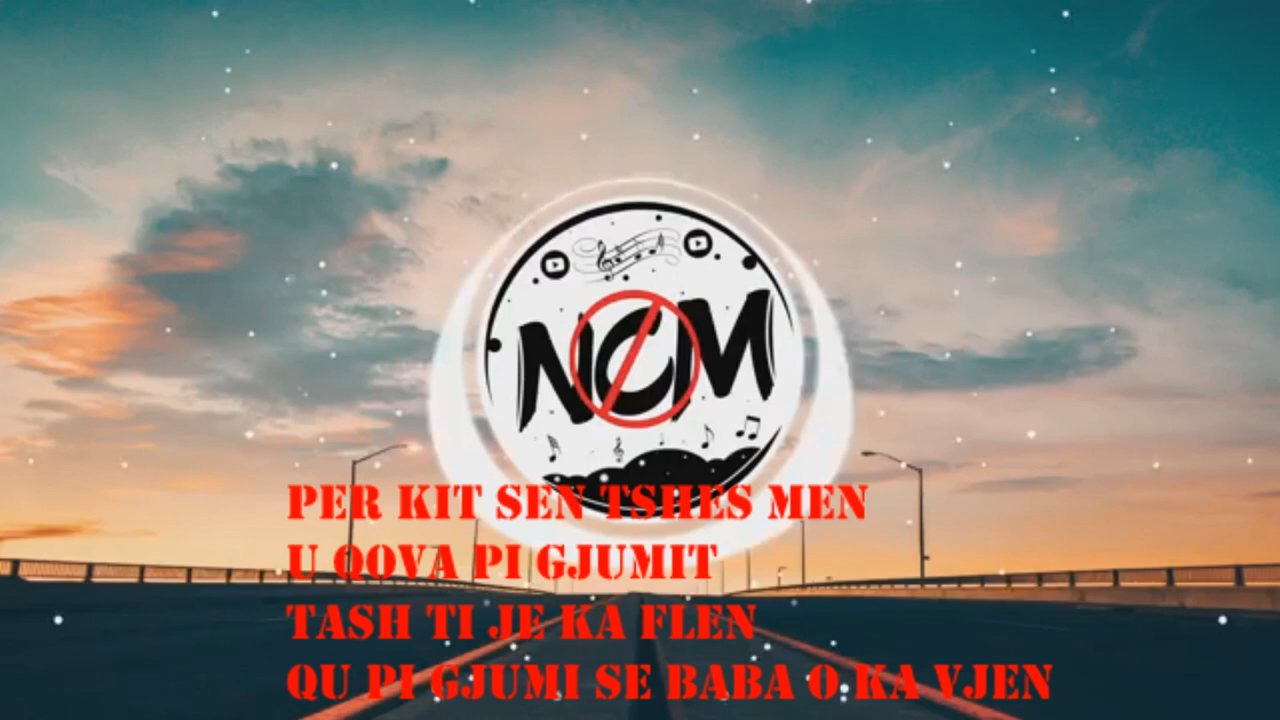 NCM
PER KIT SEN TSHES MEN
U QOVA PI GJUMIT
TASH TI JE KA FLEN
QU PI GJUMI SE BABA O KA VJEN